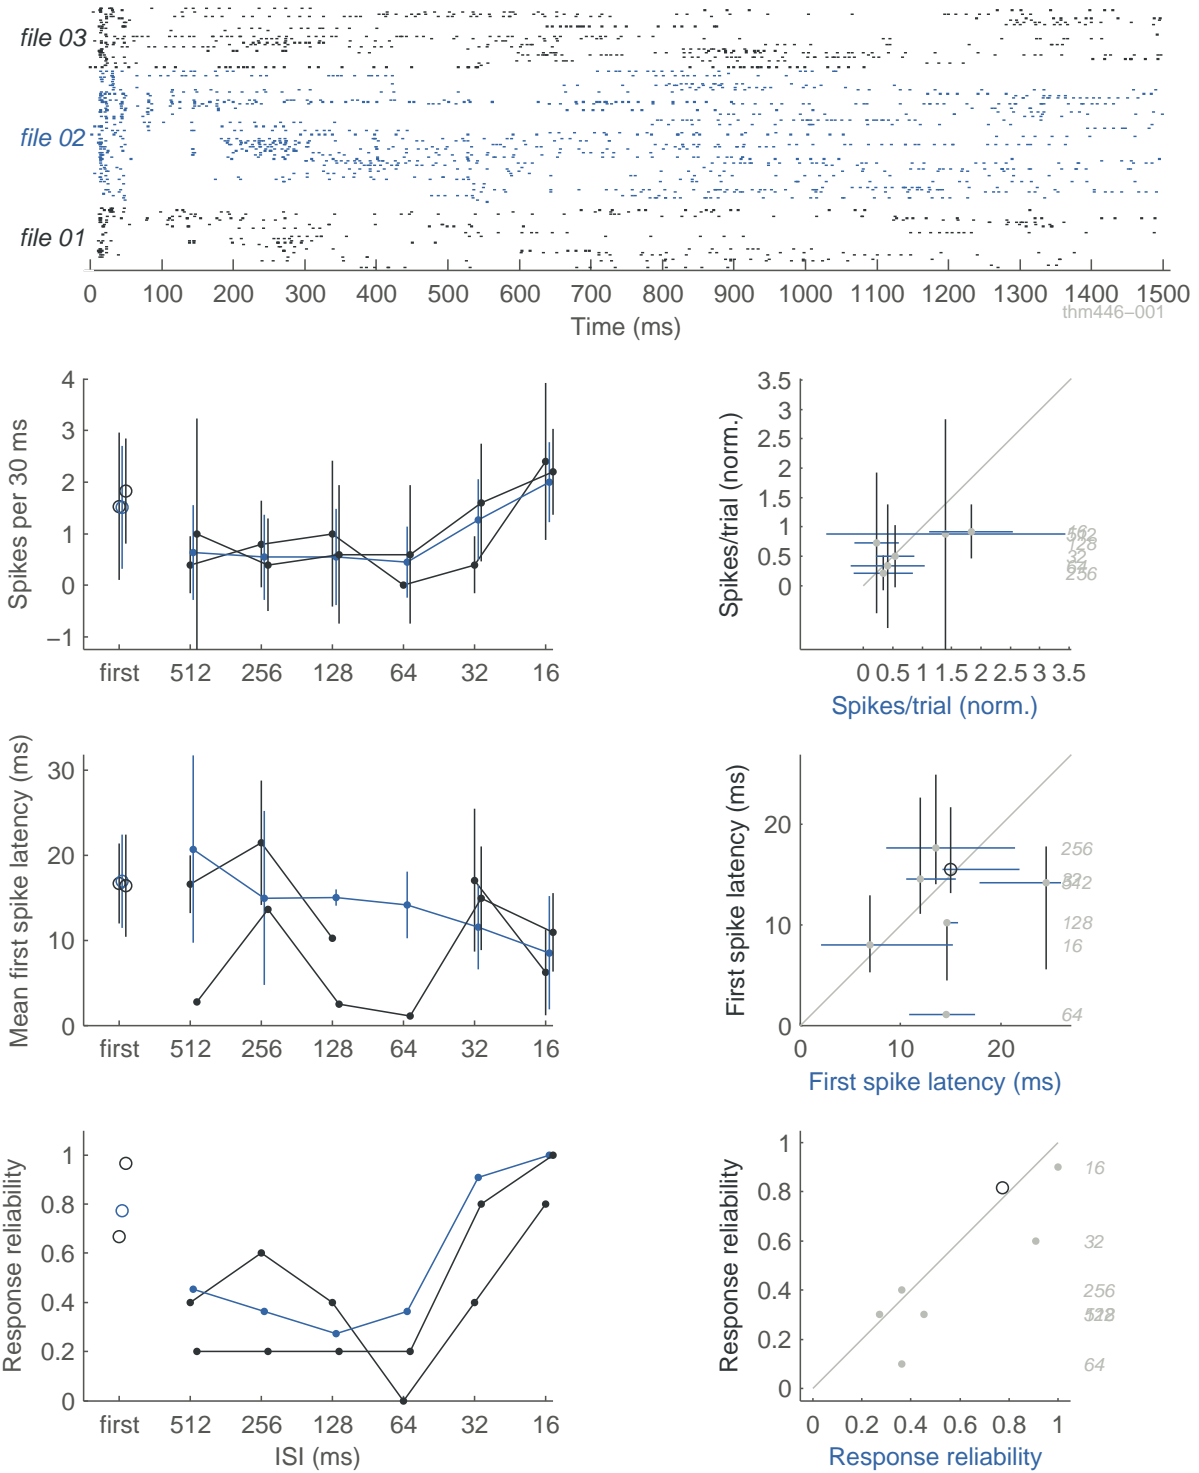 file 03
file 02
file 01
0 100 200 300 400 500 600 700 800 900 1000 1100 1200 1300 1400 1500
Time (ms)
thm446−001
Spikes per 30 ms
4
3
2
1
0
−1
first 512 256 128 64 32 16
Spikes/trial (norm.)
3.5
3
2.5
2
1.5
1
0.5
0
16
512
128
32
64
256
0 0.5 1 1.5 2 2.5 3 3.5
Spikes/trial (norm.)
Mean first spike latency (ms)
30
20
10
0
first 512 256 128 64 32 16
First spike latency (ms)
20
10
0
256
32
512
128
16
64
0 10 20
First spike latency (ms)
Response reliability
1
0.8
0.6
0.4
0.2
0
first 512 256 128 64 32 16
ISI (ms)
Response reliability
1
0.8
0.6
0.4
0.2
0
16
32
256
64
0 0.2 0.4 0.6 0.8 1
Response reliability